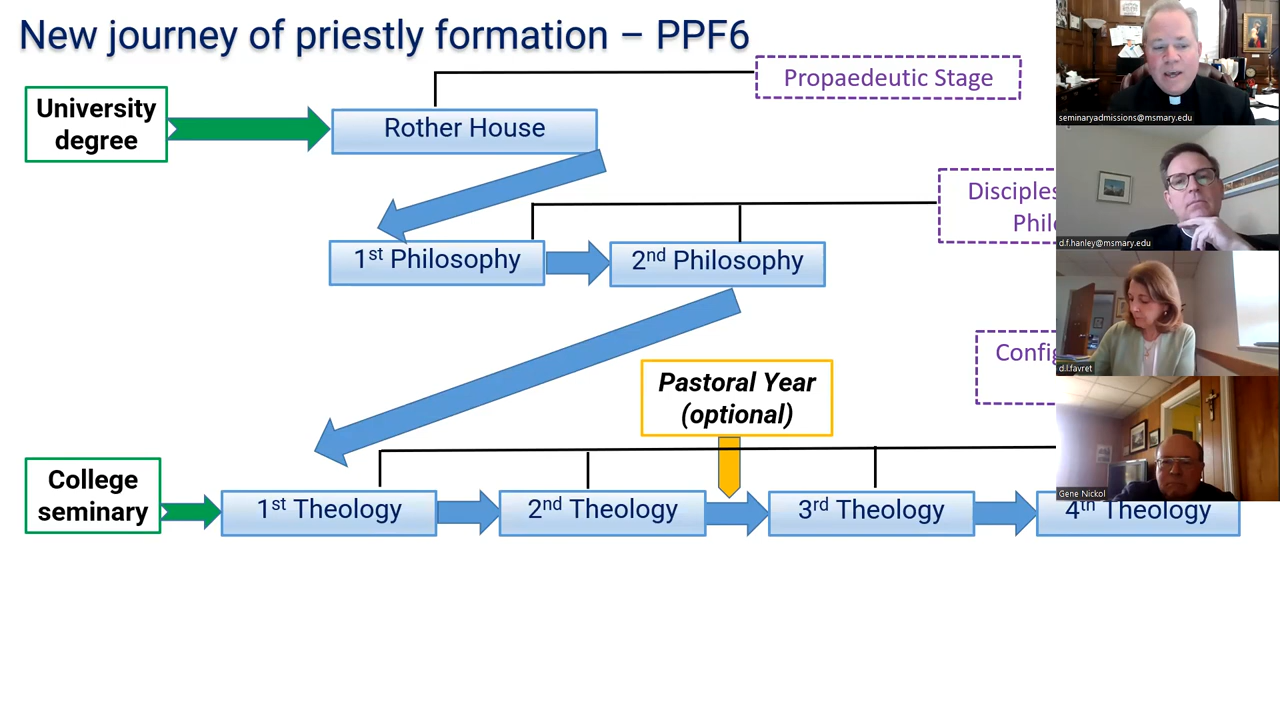 New journey of priestly formation – PPF6
Propaedeutic Stage
University
degree
Rother House
Disciples
Phil
1st Philosophy
2nd Philosophy
Config
Pastoral Year
(optional)
College
seminary
1st Theology
2nd Theology
3rd Theology
4th Theology
seminaryadmissions@msmary.edu
d.f.hanley@msmary.edu
d.l.favret
Gene Nickol